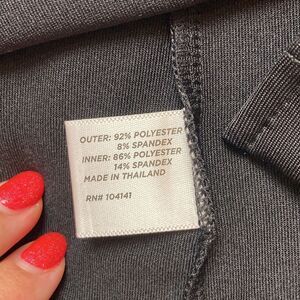 OUTER: 92% POLYESTER
8% SPANDEX
INNER: 86% POLYESTER
14% SPANDEX
MADE IN THAILAND
RN# 104141